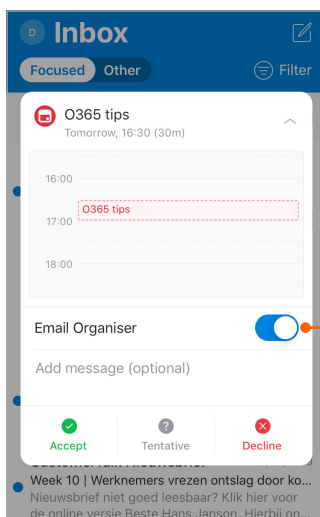 D Inbox
Focused Other Filter
O365 tips
Tomorrow, 16:30 (30m)
16:00
O365 tips
17:00
18:00
Email Organiser
Add message (optional)
Accept Tentative Decline
Week 10 | Werknemers vrezen ontslag door ko...
Nieuwsbrief niet goed leesbaar? Klik hier voor
de online versie Beste Hans Janson, Hierbij on...